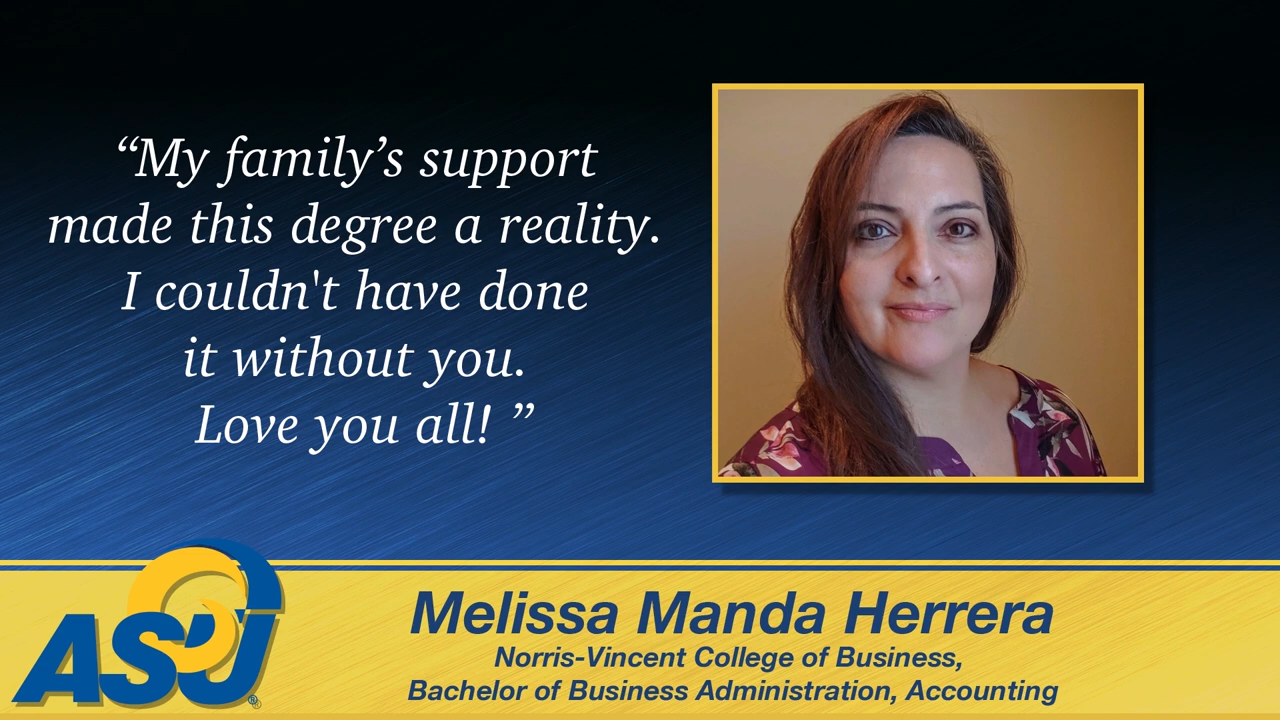 “My family’s support
made this degree a reality.
I couldn't have done
it without you.
Love you all! ”
ASU
®
Melissa Manda Herrera
Norris-Vincent College of Business,
Bachelor of Business Administration, Accounting